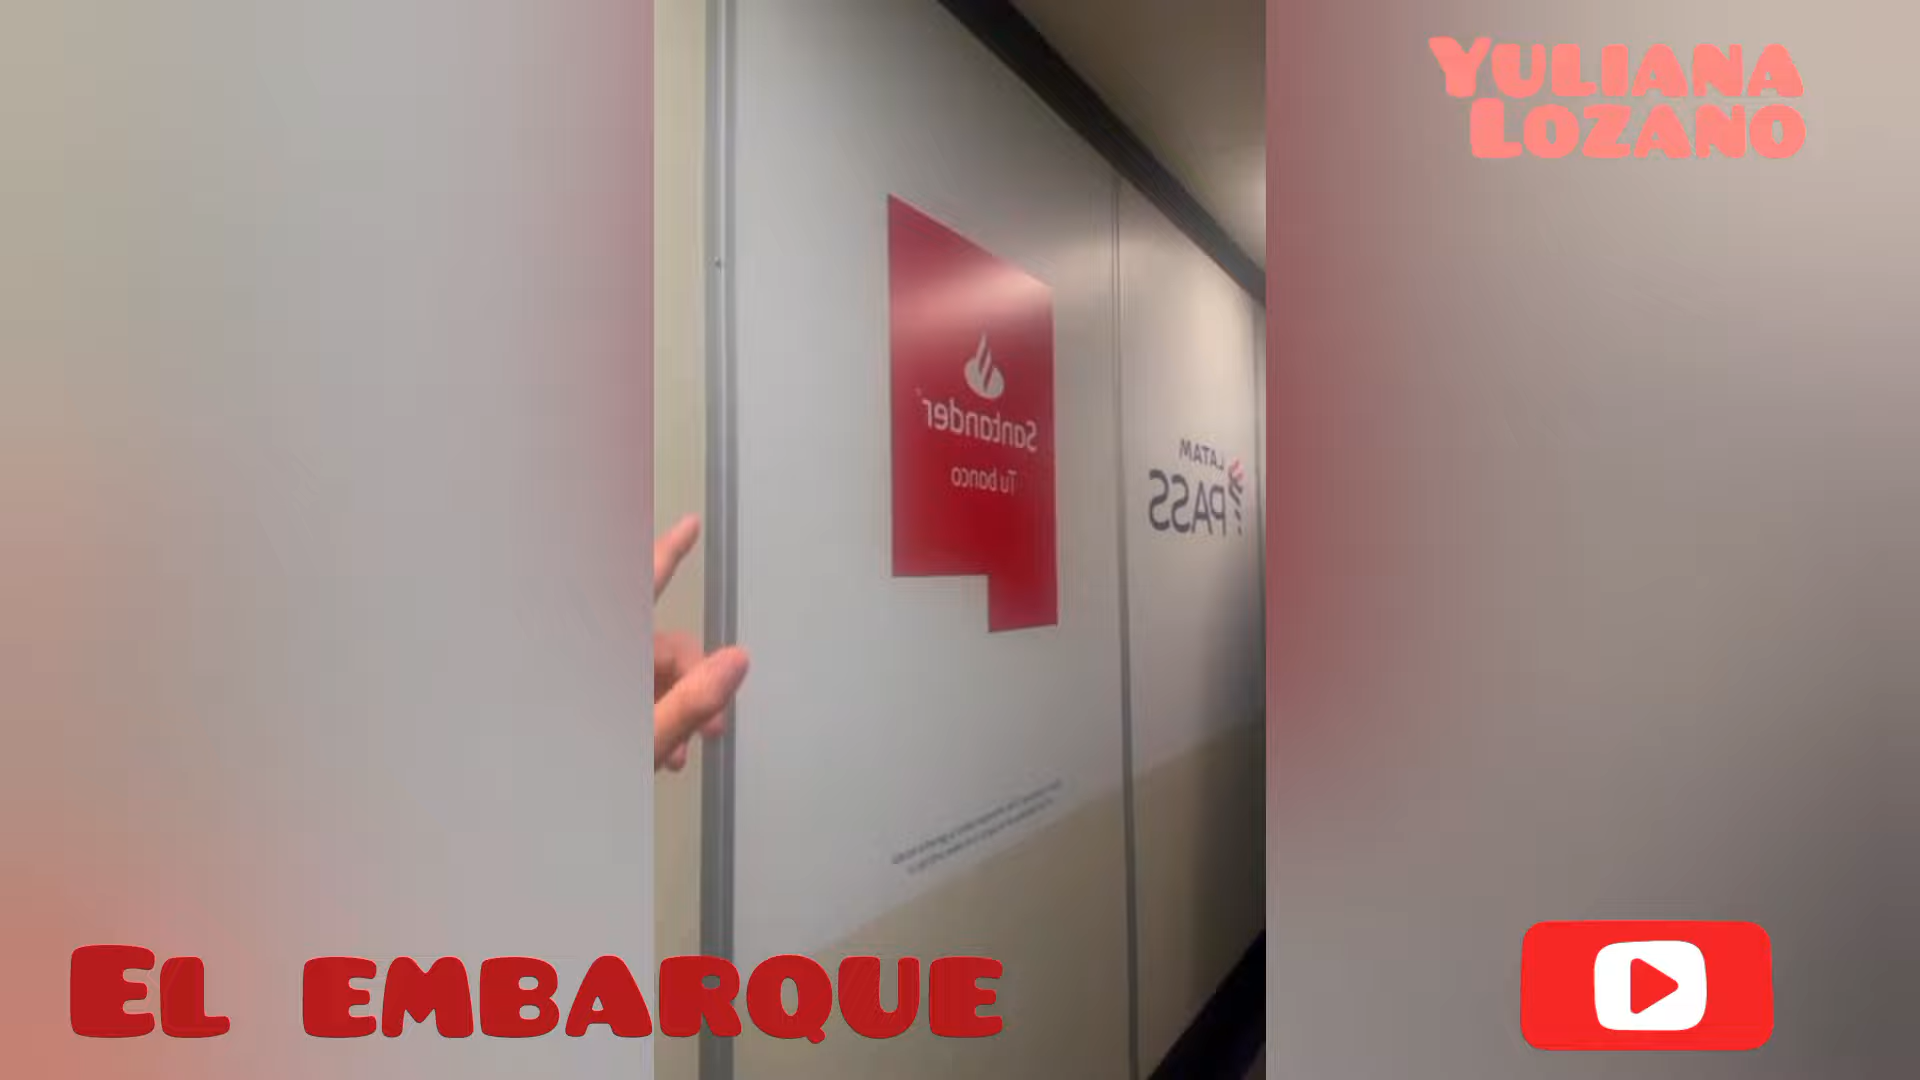 YULIANA
LOZANO
Santander
Tu banco
LATAM
PASS
EL EMBARQUE